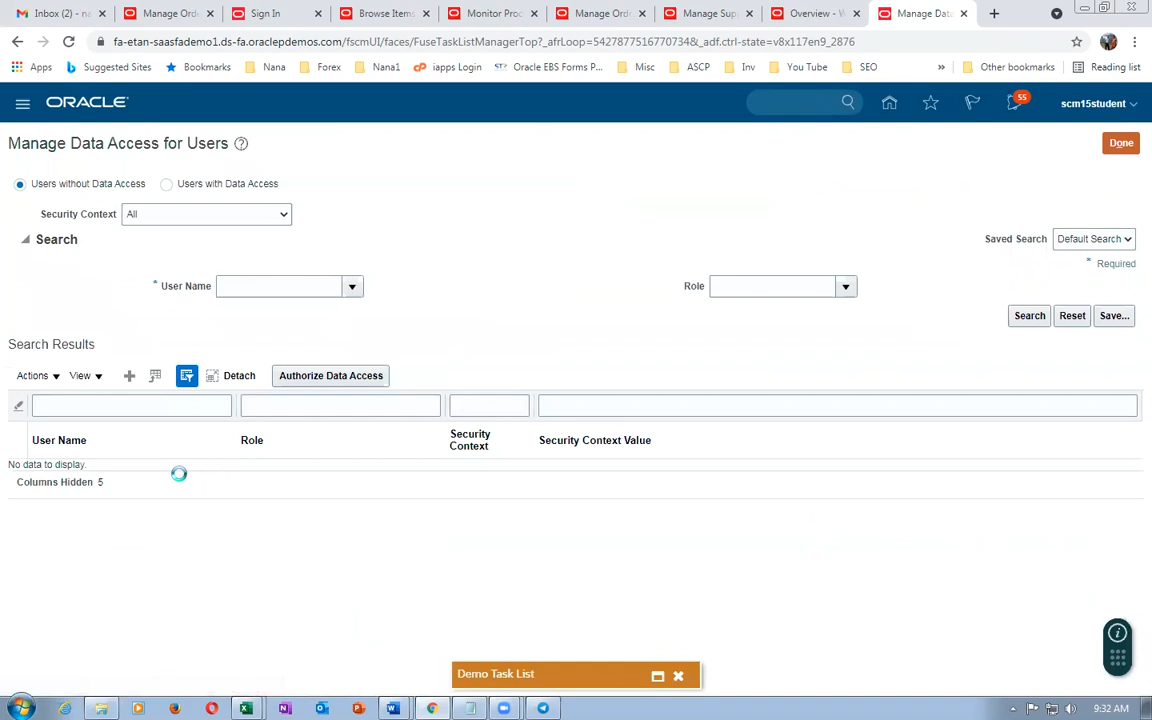 Inbox (2) - na
Manage Ord
Sign In
Browse Items
Monitor Proc
Manage Ord
Manage Supp
Overview - W
Manage Data
fa-etan-saasfademo1.ds-fa.oraclepdemos.com/fscmUI/faces/FuseTaskListManagerTop?_afrLoop=5427877516770734&_adf.ctrl-state=v8x117en9_2876
Apps
Suggested Sites
Bookmarks
Nana
Forex
Nana1
iapps Login
Oracle EBS Forms P...
Misc
ASCP
Inv
You Tube
SEO
»
Other bookmarks
Reading list
ORACLE
55
scm15student
Manage Data Access for Users
Done
Users without Data Access
Users with Data Access
Security Context
All
Search
Saved Search
Default Search
* Required
* User Name
Role
Search
Reset
Save...
Search Results
Actions
View
Detach
Authorize Data Access
User Name
Role
Security
Context
Security Context Value
No data to display.
Columns Hidden 5
Demo Task List
9:32 AM